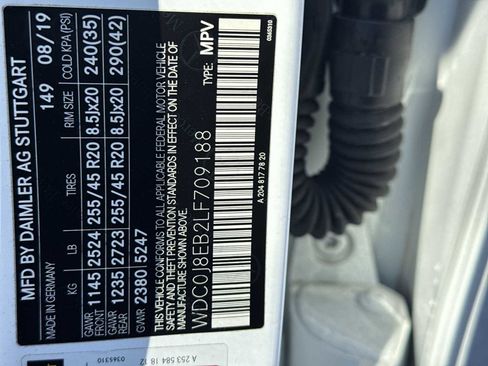 MFD BY DAIMLER AG STUTTGART
MADE IN GERMANY
149 08/19
KG LB TIRES RIM SIZE COLD KPA(PSI)
GAWR FRONT 1145 2524 255/45 R20 8.5x20 240(35)
GAWR REAR 1235 2723 255/45 R20 8.5x20 290(42)
GVWR 2380 5247
THIS VEHICLE CONFORMS TO ALL APPLICABLE FEDERAL MOTOR VEHICLE
SAFETY AND THEFT PREVENTION STANDARDS IN EFFECT ON THE DATE OF
MANUFACTURE SHOWN ABOVE.
WDC0J8EB2LF709188 TYPE: MPV
A 204 817 78 20
0365310
0365310
A 253 584 18 12